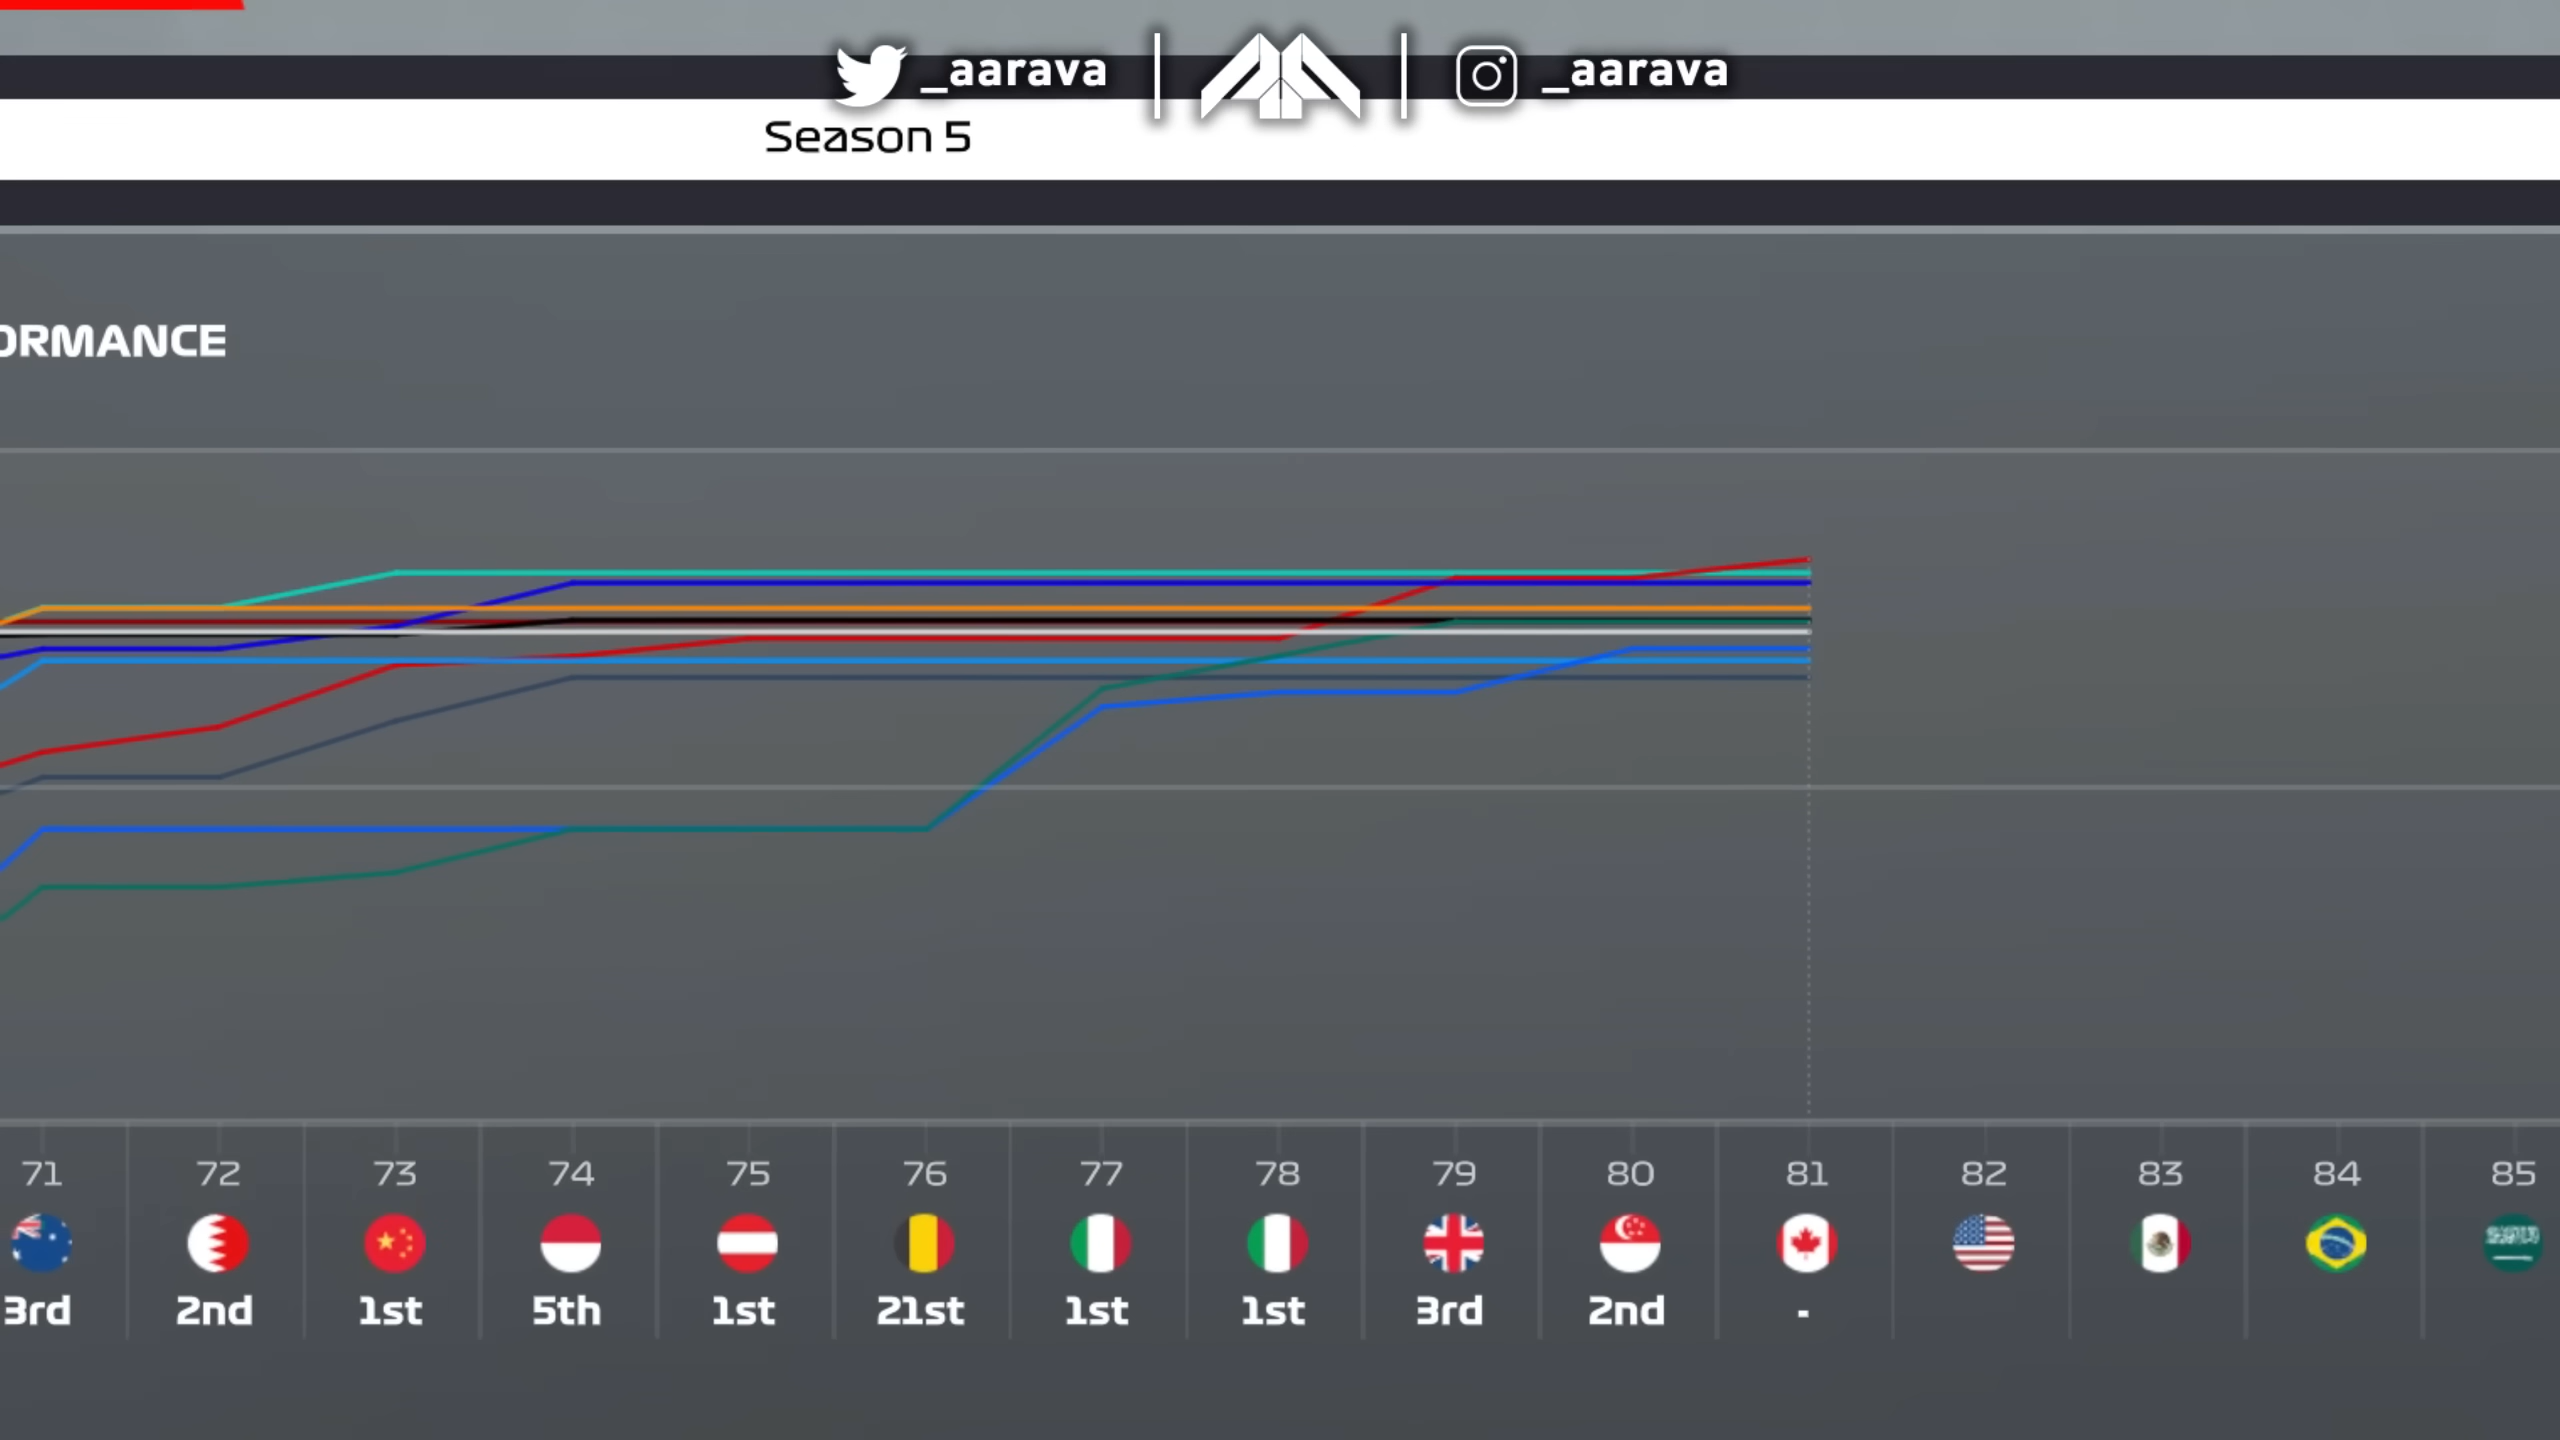 _aarava _aarava
Season 5
ORMANCE
71 72 73 74 75 76 77 78 79 80 81 82 83 84 85
3rd 2nd 1st 5th 1st 21st 1st 1st 3rd 2nd -